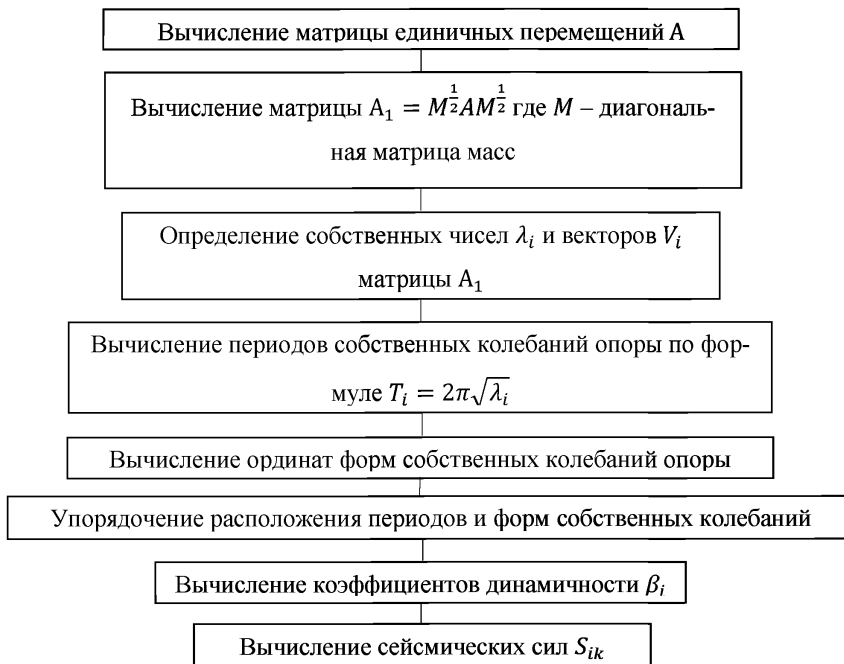 Вычисление матрицы единичных перемещений А
Вычисление матрицы A₁ = M^{1/2}AM^{1/2} где M – диагональ-
ная матрица масс
Определение собственных чисел λᵢ и векторов Vᵢ
матрицы A₁
Вычисление периодов собственных колебаний опоры по фор-
муле Tᵢ = 2π√λᵢ
Вычисление ординат форм собственных колебаний опоры
Упорядочение расположения периодов и форм собственных колебаний
Вычисление коэффициентов динамичности βᵢ
Вычисление сейсмических сил Sᵢₖ